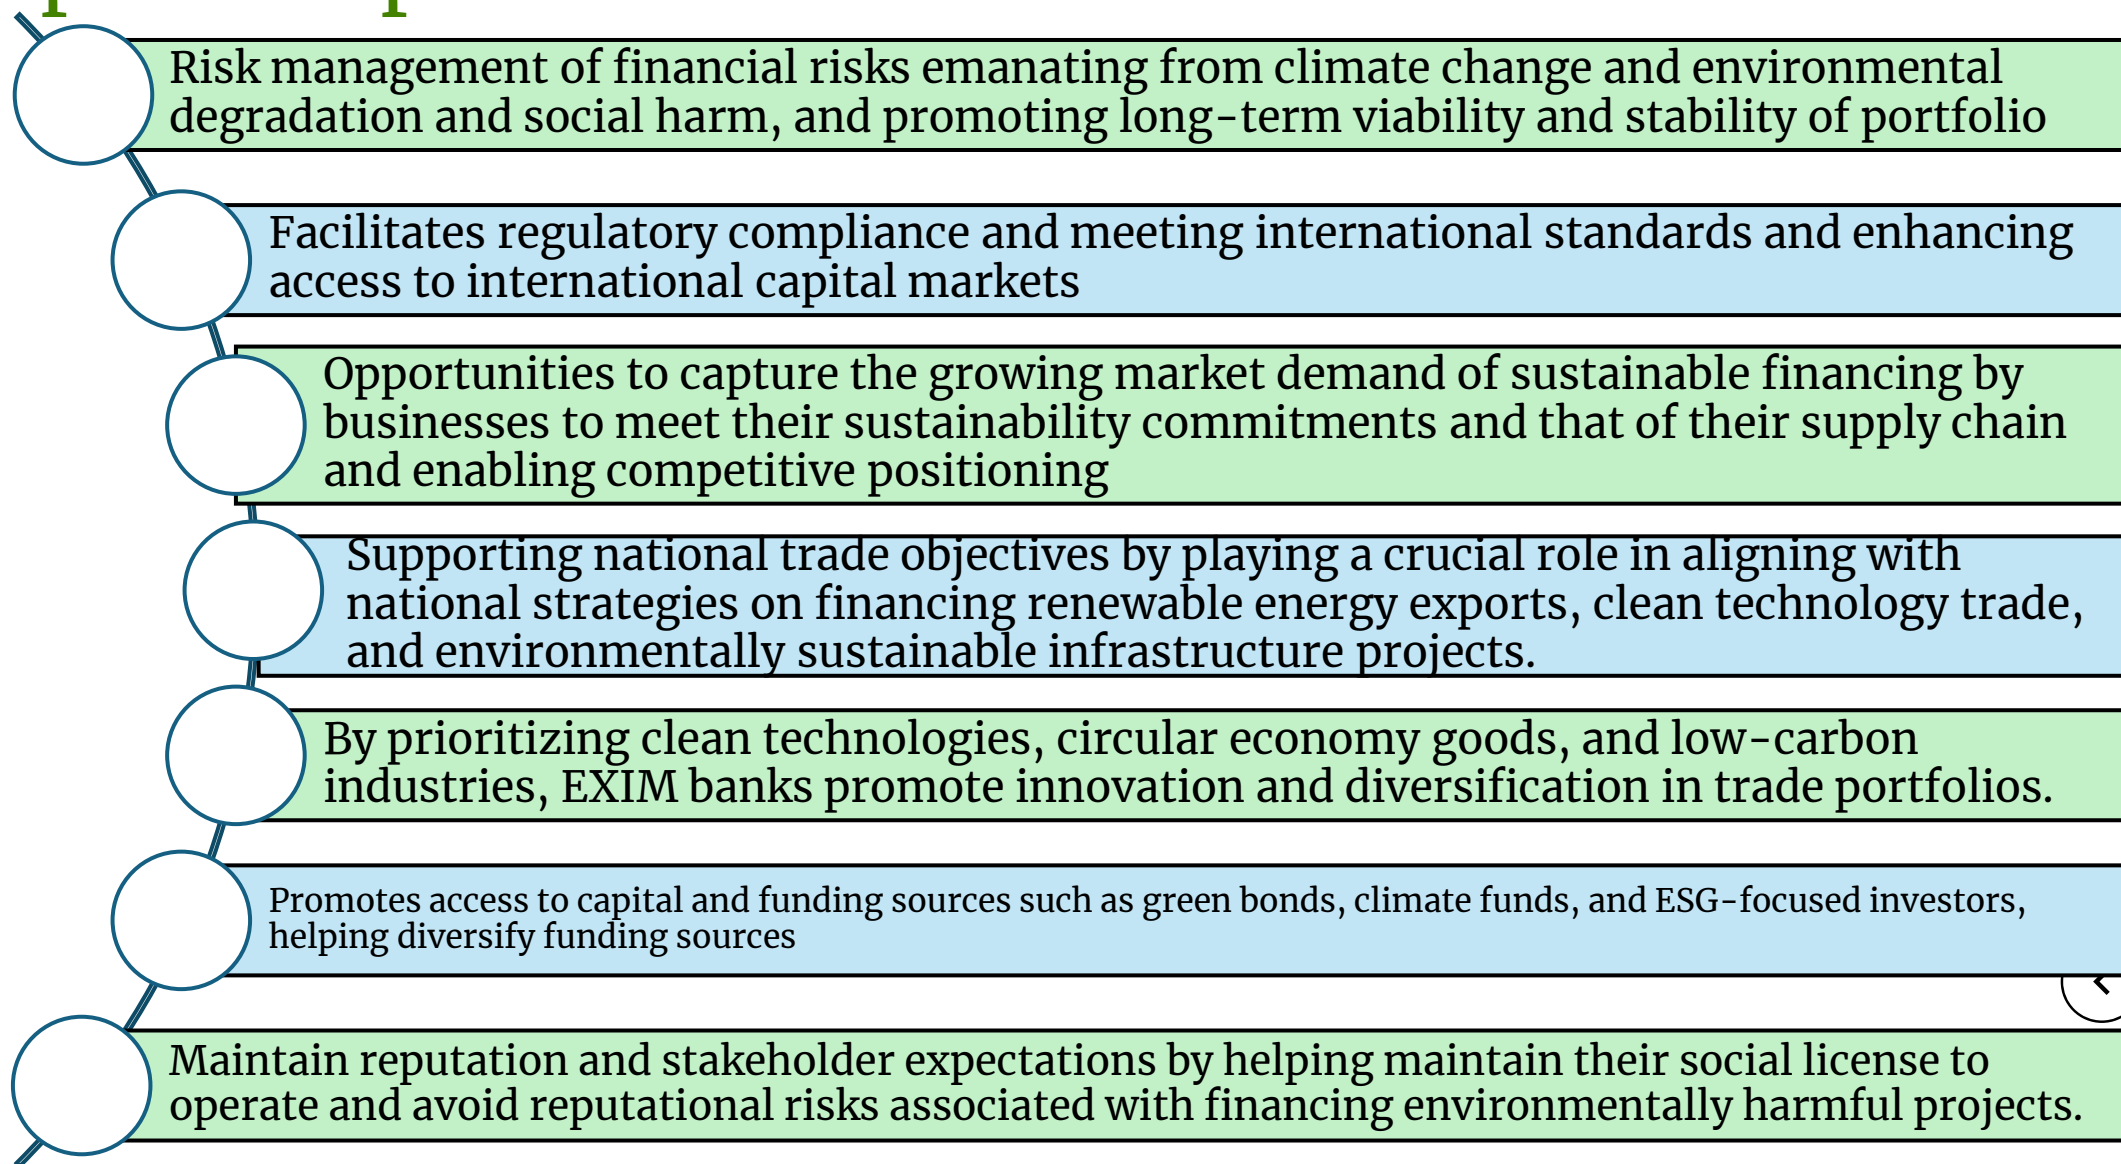 Risk management of financial risks emanating from climate change and environmental
degradation and social harm, and promoting long-term viability and stability of portfolio
Facilitates regulatory compliance and meeting international standards and enhancing
access to international capital markets
Opportunities to capture the growing market demand of sustainable financing by
businesses to meet their sustainability commitments and that of their supply chain
and enabling competitive positioning
Supporting national trade objectives by playing a crucial role in aligning with
national strategies on financing renewable energy exports, clean technology trade,
and environmentally sustainable infrastructure projects.
By prioritizing clean technologies, circular economy goods, and low-carbon
industries, EXIM banks promote innovation and diversification in trade portfolios.
Promotes access to capital and funding sources such as green bonds, climate funds, and ESG-focused investors,
helping diversify funding sources
Maintain reputation and stakeholder expectations by helping maintain their social license to
operate and avoid reputational risks associated with financing environmentally harmful projects.